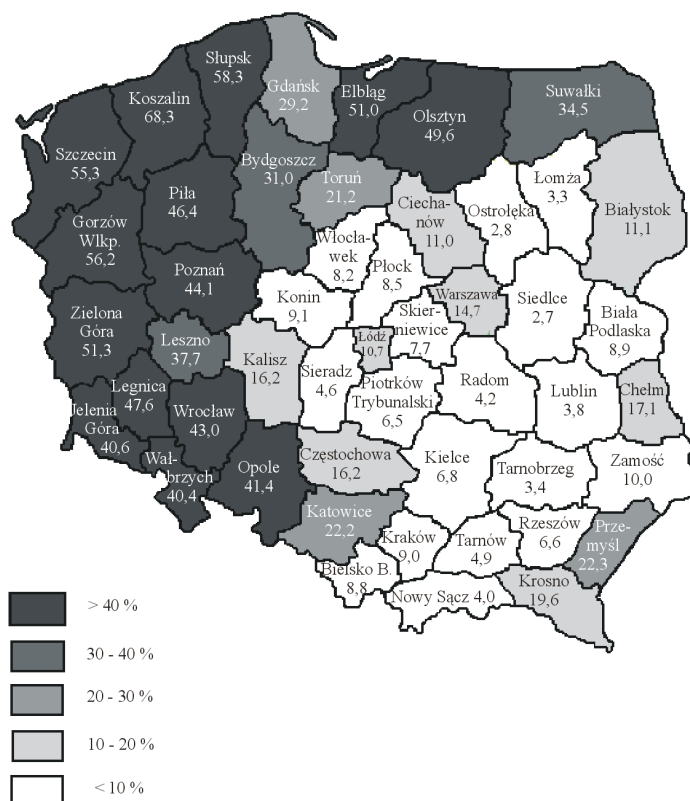 Słupsk
58,3
Gdańsk
29,2
Koszalin
68,3
Elbląg
51,0
Olsztyn
49,6
Suwałki
34,5
Szczecin
55,3
Bydgoszcz
31,0
Toruń
21,2
Piła
46,4
Ciecha-
nów
11,0
Ostrołęka
2,8
Łomża
3,3
Białystok
11,1
Gorzów
Wlkp.
56,2
Włocła-
wek
8,2
Płock
8,5
Poznań
44,1
Konin
9,1
Warszawa
14,7
Siedlce
2,7
Biała
Podlaska
8,9
Zielona
Góra
51,3
Leszno
37,7
Kalisz
16,2
Skier-
niewice
7,7
Łódź
10,7
Sieradz
4,6
Piotrków
Trybunalski
6,5
Radom
4,2
Lublin
3,8
Chełm
17,1
Legnica
47,6
Jelenia
Góra
40,6
Wrocław
43,0
Wał-
brzych
40,4
Opole
41,4
Częstochowa
16,2
Kielce
6,8
Tarnobrzeg
3,4
Zamość
10,0
Katowice
22,2
Kraków
9,0
Tarnów
4,9
Rzeszów
6,6
Prze-
myśl
22,3
Bielsko B.
8,8
Nowy Sącz 4,0
Krosno
19,6
> 40 %
30 - 40 %
20 - 30 %
10 - 20 %
< 10 %